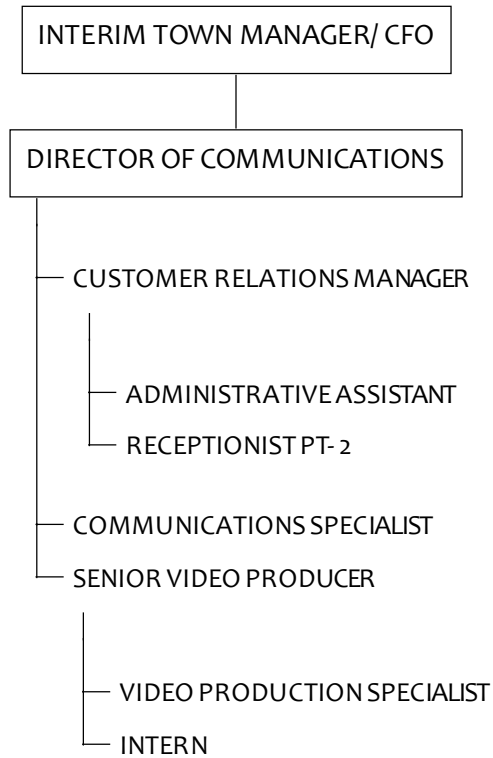 INTERIM TOWN MANAGER/ CFO
DIRECTOR OF COMMUNICATIONS
CUSTOMER RELATIONS MANAGER
ADMINISTRATIVE ASSISTANT
RECEPTIONIST PT- 2
COMMUNICATIONS SPECIALIST
SENIOR VIDEO PRODUCER
VIDEO PRODUCTION SPECIALIST
INTERN